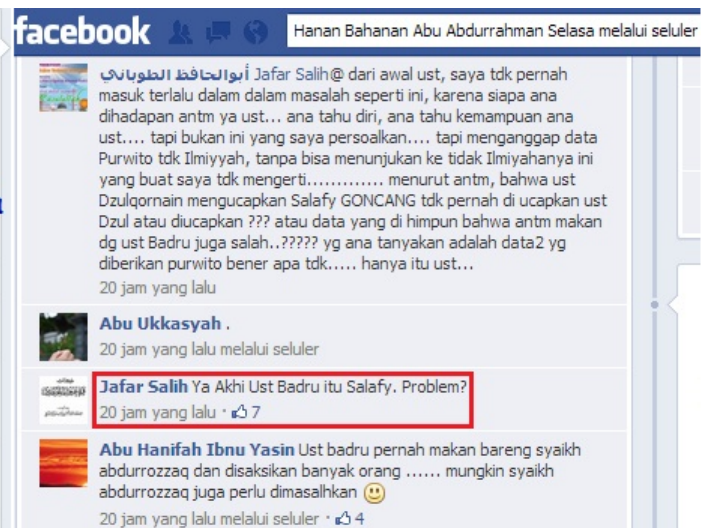 facebook
Hanan Bahanan Abu Abdurrahman Selasa melalui seluler
أبوالحافظ الطوباني Jafar Salih@ dari awal ust, saya tdk pernah
masuk terlalu dalam dalam masalah seperti ini, karena siapa ana
dihadapan antm ya ust... ana tahu diri, ana tahu kemampuan ana
ust.... tapi bukan ini yang saya persoalkan.... tapi menganggap data
Purwito tdk Ilmiyyah, tanpa bisa menunjukan ke tidak Ilmiyahanya ini
yang buat saya tdk mengerti............. menurut antm, bahwa ust
Dzulqornain mengucapkan Salafy GONCANG tdk pernah di ucapkan ust
Dzul atau diucapkan ??? atau data yang di himpun bahwa antm makan
dg ust Badru juga salah..????? yg ana tanyakan adalah data2 yg
diberikan purwito bener apa tdk..... hanya itu ust...
20 jam yang lalu
Abu Ukkasyah .
20 jam yang lalu melalui seluler
Jafar Salih Ya Akhi Ust Badru itu Salafy. Problem?
20 jam yang lalu · 7
Abu Hanifah Ibnu Yasin Ust badru pernah makan bareng syaikh
abdurrozzaq dan disaksikan banyak orang ...... mungkin syaikh
abdurrozzaq juga perlu dimasalhkan
20 jam yang lalu melalui seluler · 4